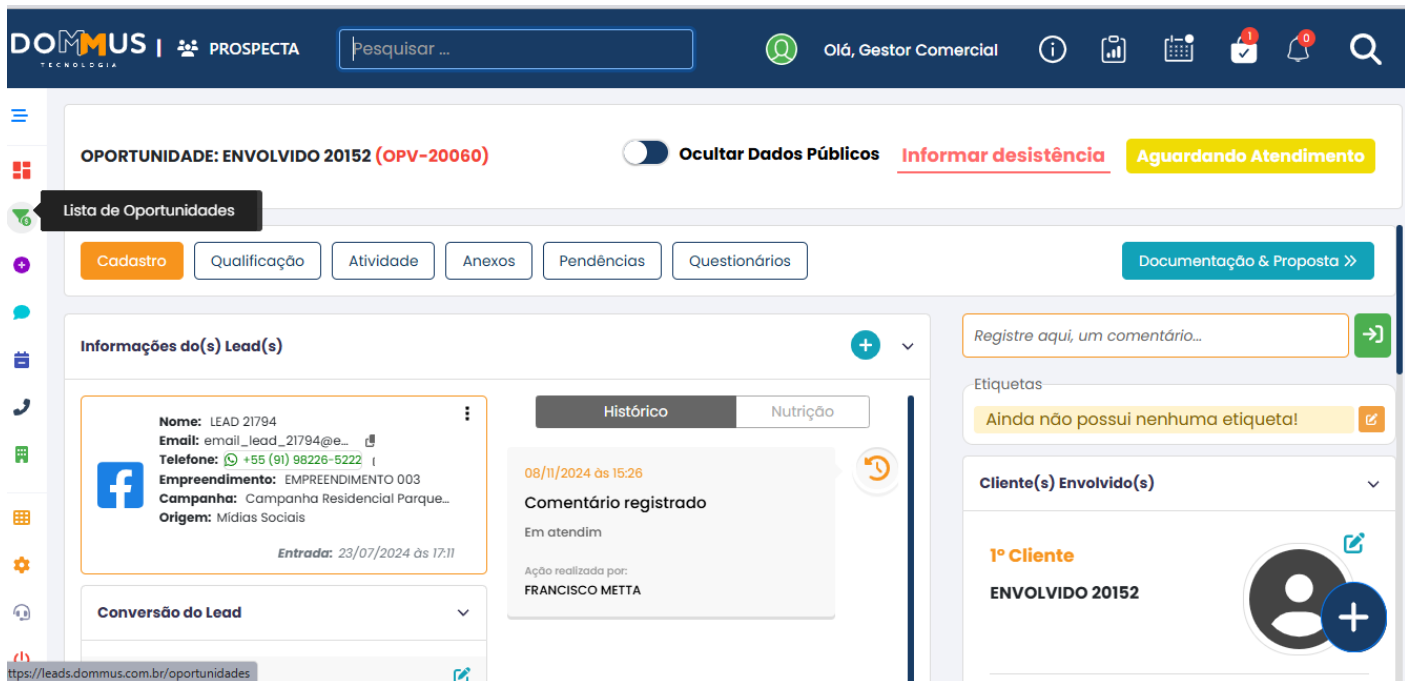 DOMMUS | PROSPECTA
TECNOLOGIA
Pesquisar ...
Olá, Gestor Comercial
1
0
OPORTUNIDADE: ENVOLVIDO 20152 (OPV-20060)
Ocultar Dados Públicos
Informar desistência
Aguardando Atendimento
Lista de Oportunidades
Cadastro
Qualificação
Atividade
Anexos
Pendências
Questionários
Documentação & Proposta »
Informações do(s) Lead(s)
Registre aqui, um comentário...
Etiquetas
Ainda não possui nenhuma etiqueta!
Nome: LEAD 21794
Email: email_lead_21794@e...
Telefone: +55 (91) 98226-5222 (
Empreendimento: EMPREENDIMENTO 003
Campanha: Campanha Residencial Parque...
Origem: Mídias Sociais
Entrada: 23/07/2024 às 17:11
Histórico
Nutrição
08/11/2024 às 15:26
Comentário registrado
Em atendim
Ação realizada por:
FRANCISCO METTA
Cliente(s) Envolvido(s)
1º Cliente
ENVOLVIDO 20152
Conversão do Lead
ttps://leads.dommus.com.br/oportunidades